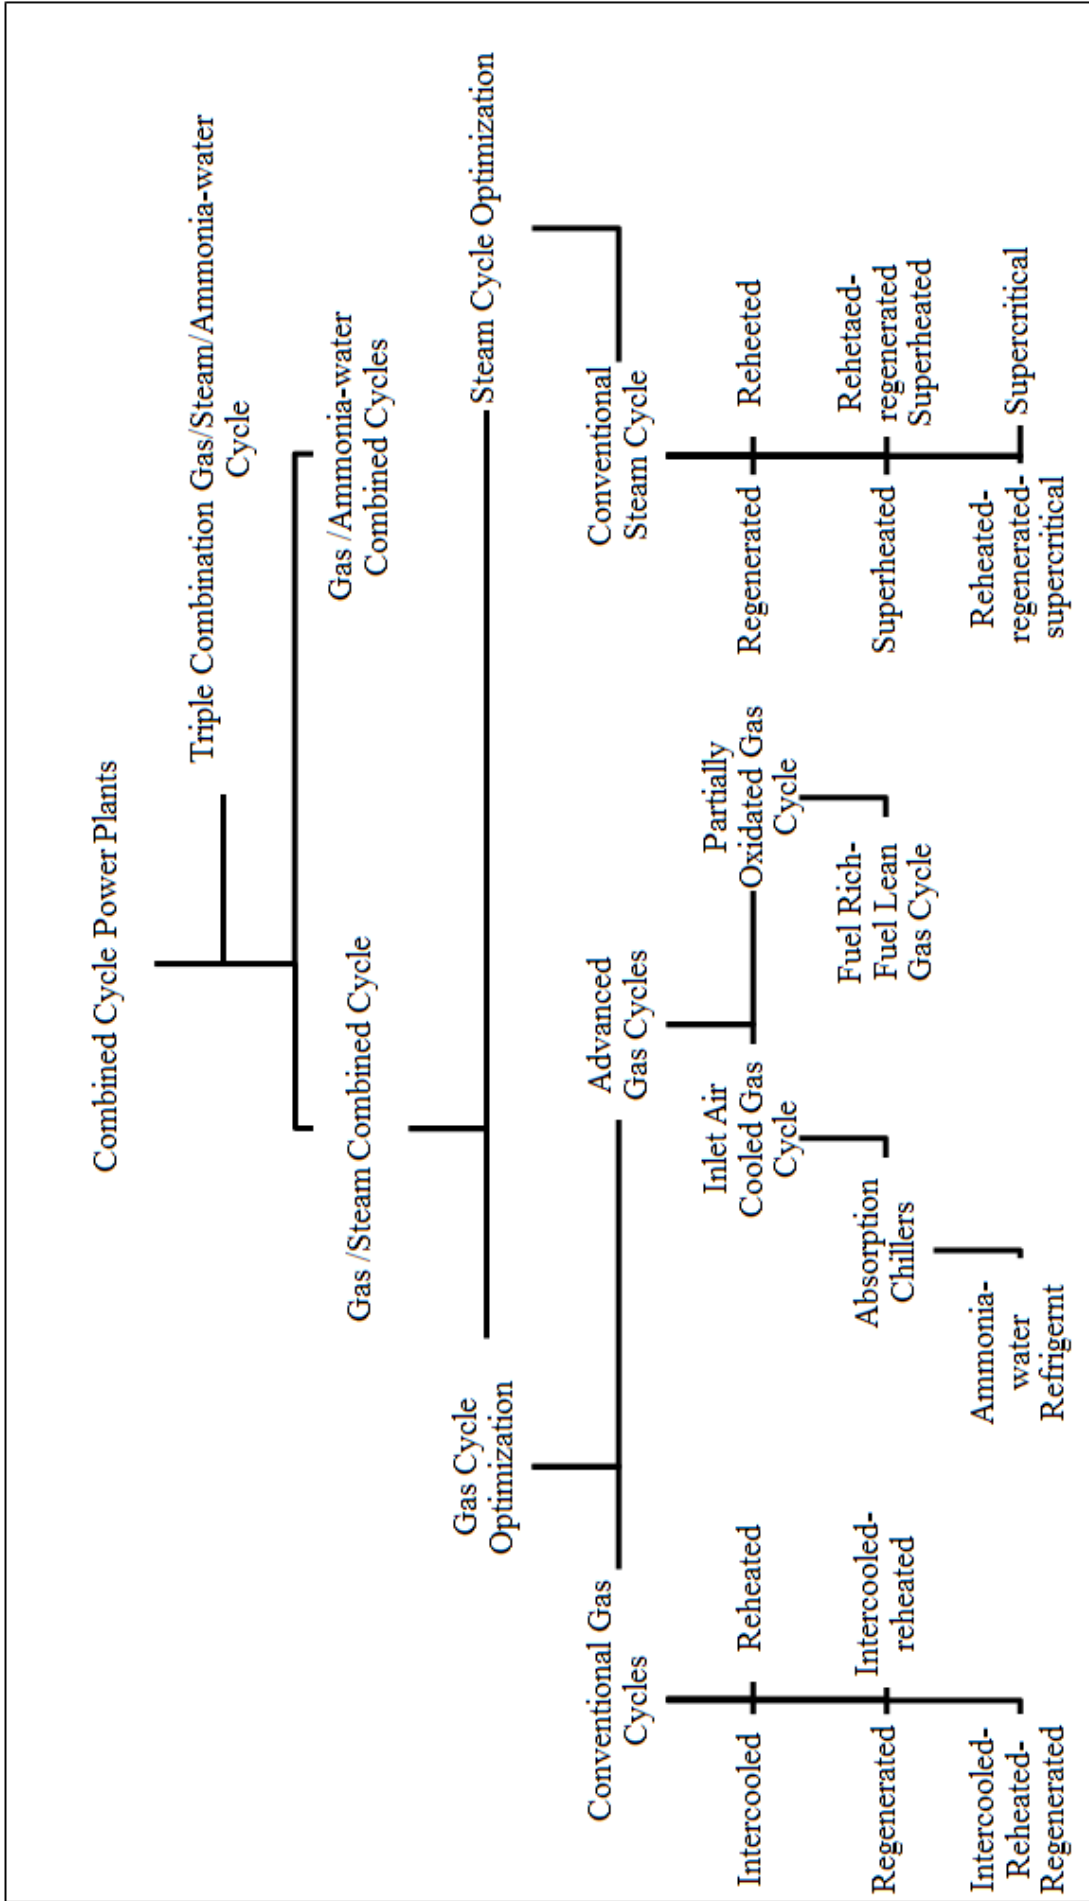 Combined Cycle Power Plants
Triple Combination Gas/Steam/Ammonia-water
Cycle
Gas /Steam Combined Cycle
Gas /Ammonia-water
Combined Cycles
Gas Cycle
Optimization
Steam Cycle Optimization
Conventional Gas
Cycles
Advanced
Gas Cycles
Conventional
Steam Cycle
Intercooled
Reheated
Regenerated
Intercooled-
reheated
Intercooled-
Reheated-
Regenerated
Inlet Air
Cooled Gas
Cycle
Partially
Oxidated Gas
Cycle
Absorption
Chillers
Fuel Rich-
Fuel Lean
Gas Cycle
Ammonia-
water
Refrigernt
Regenerated
Reheeted
Superheated
Rehetaed-
regenerated
Superheated
Reheated-
regenerated-
supercritical
Supercritical